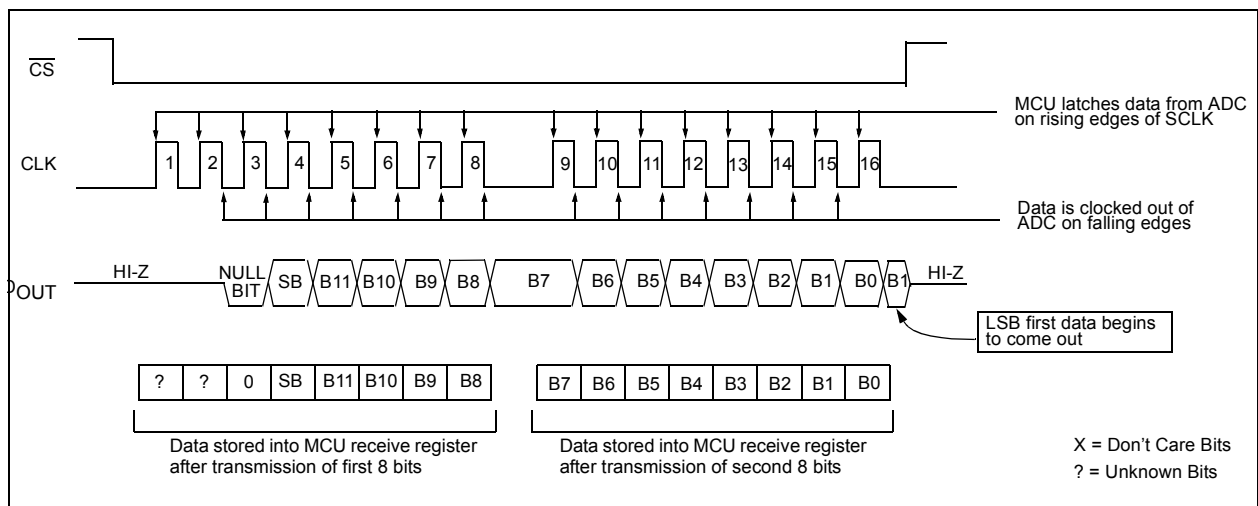 CS
MCU latches data from ADC
on rising edges of SCLK
CLK
1 2 3 4 5 6 7 8 9 10 11 12 13 14 15 16
Data is clocked out of
ADC on falling edges
HI-Z
NULL
BIT
SB B11 B10 B9 B8 B7 B6 B5 B4 B3 B2 B1 B0 B1
HI-Z
OUT
LSB first data begins
to come out
? ? 0 SB B11 B10 B9 B8
B7 B6 B5 B4 B3 B2 B1 B0
Data stored into MCU receive register
after transmission of first 8 bits
Data stored into MCU receive register
after transmission of second 8 bits
X = Don't Care Bits
? = Unknown Bits